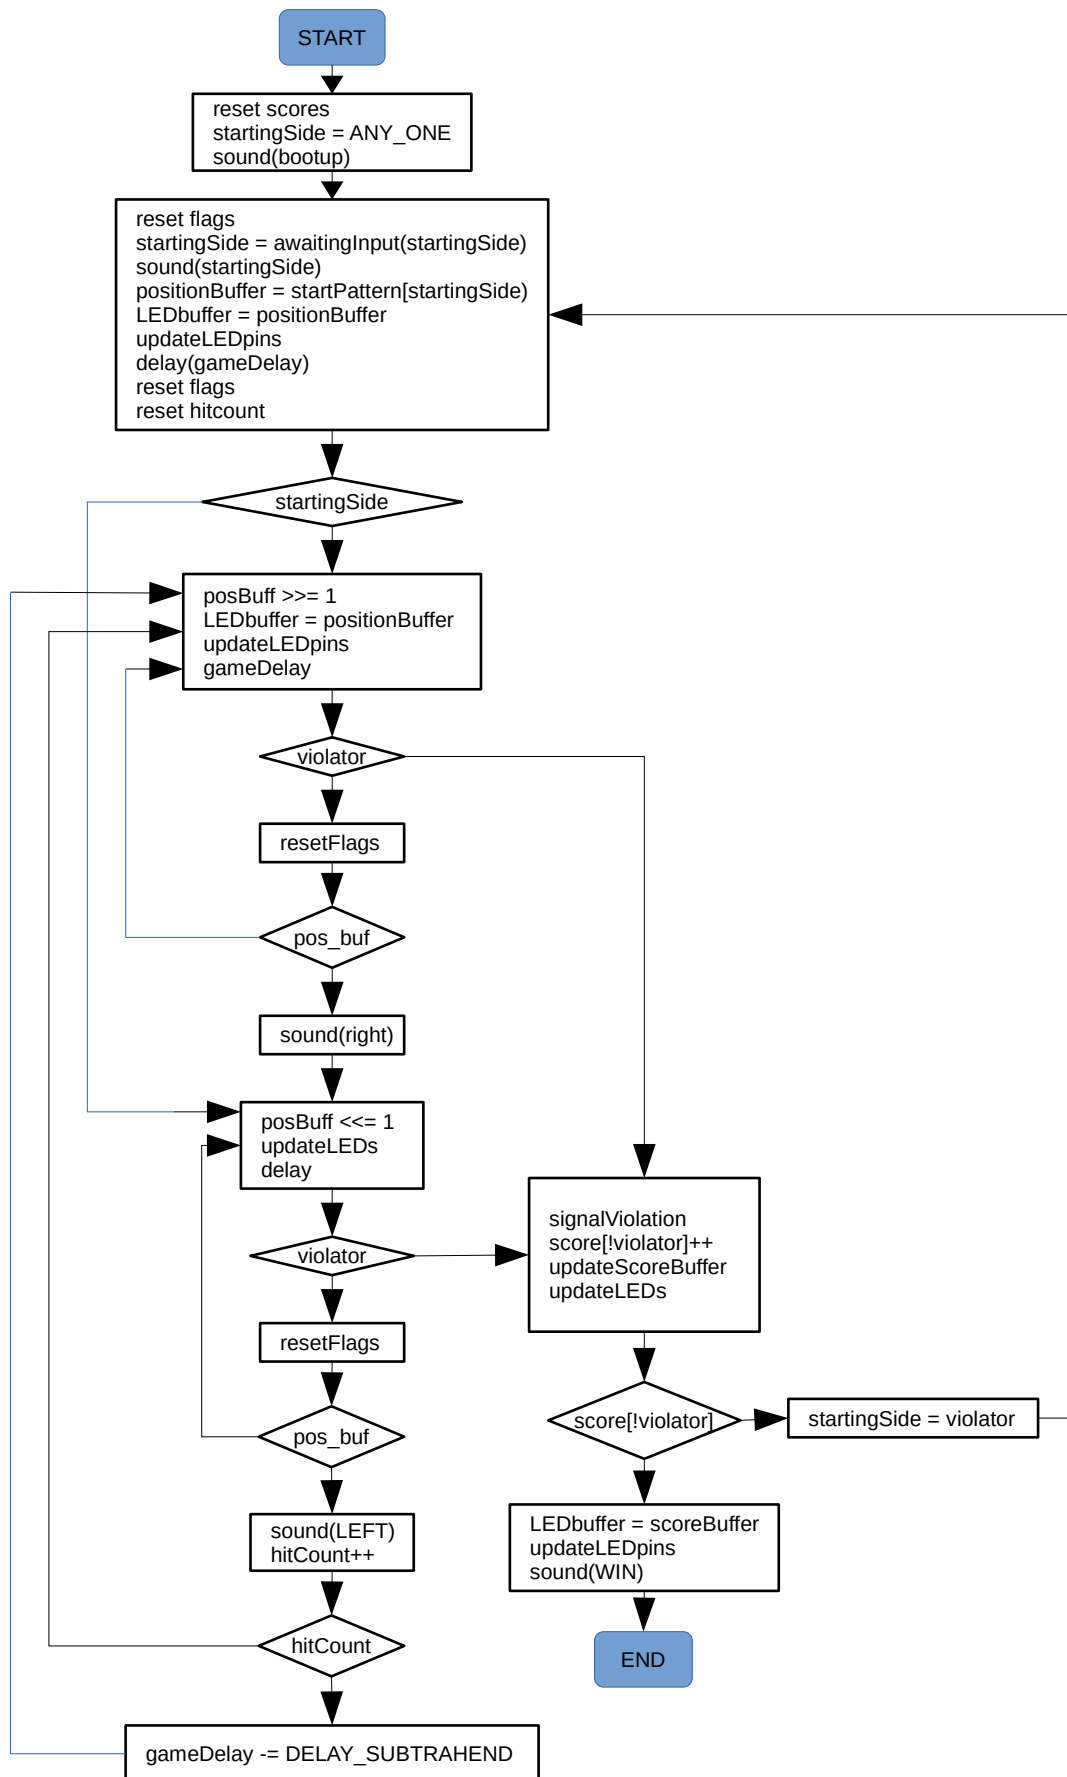 START
reset scores
startingSide = ANY_ONE
sound(bootup)
reset flags
startingSide = awaitingInput(startingSide)
sound(startingSide)
positionBuffer = startPattern[startingSide)
LEDbuffer = positionBuffer
updateLEDpins
delay(gameDelay)
reset flags
reset hitcount
startingSide
posBuff >>= 1
LEDbuffer = positionBuffer
updateLEDpins
gameDelay
violator
resetFlags
pos_buf
sound(right)
posBuff <<= 1
updateLEDs
delay
violator
resetFlags
pos_buf
sound(LEFT)
hitCount++
hitCount
gameDelay -= DELAY_SUBTRAHEND
signalViolation
score[!violator]++
updateScoreBuffer
updateLEDs
score[!violator]
startingSide = violator
LEDbuffer = scoreBuffer
updateLEDpins
sound(WIN)
END